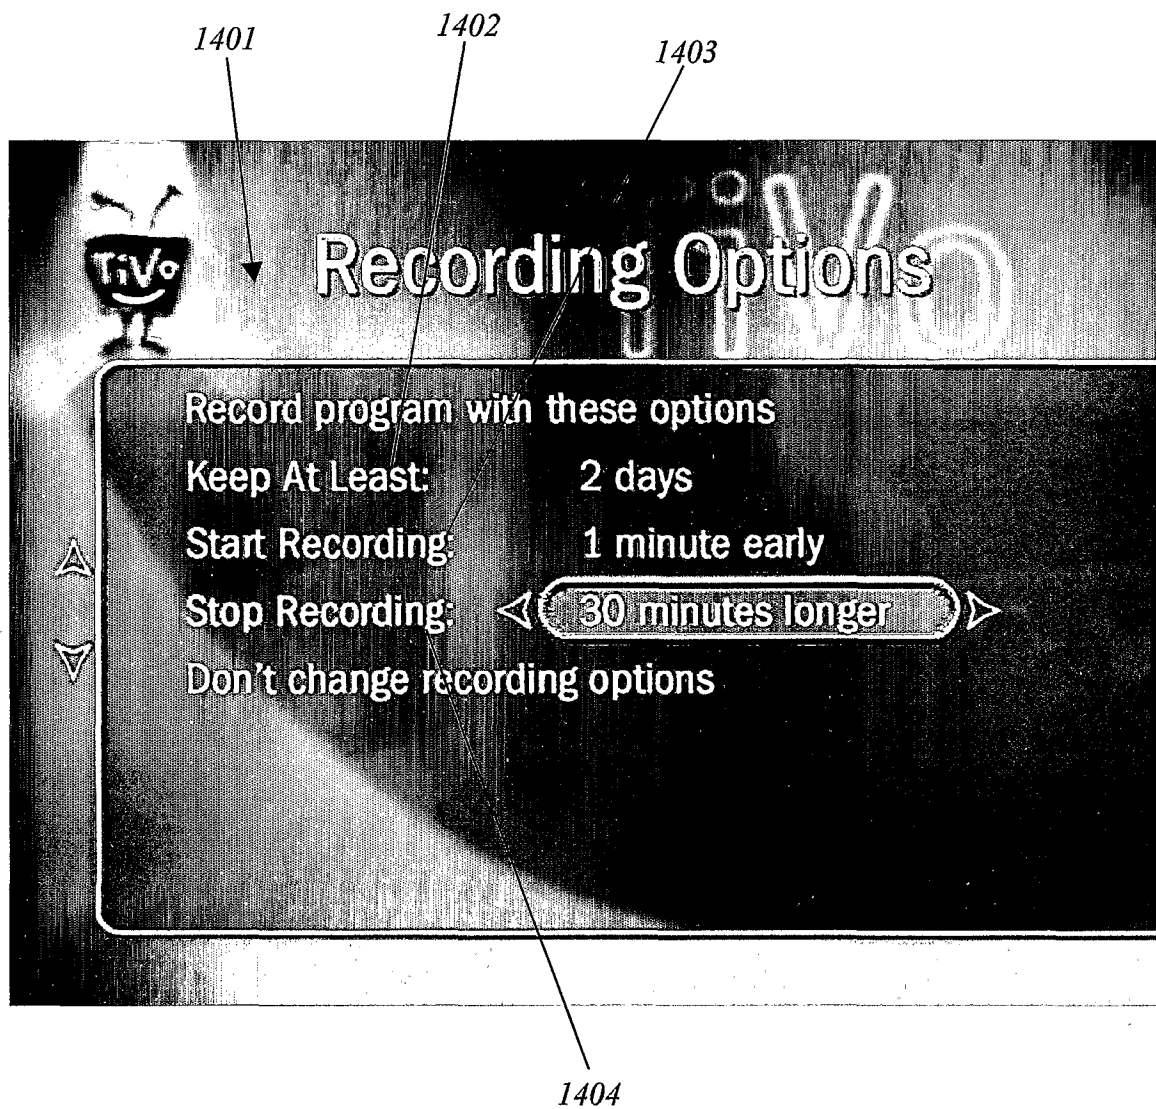 1401
1402
1403
TiVo
TiVo
Recording Options
Record program with these options
Keep At Least: 2 days
Start Recording: 1 minute early
Stop Recording: 30 minutes longer
Don't change recording options
1404